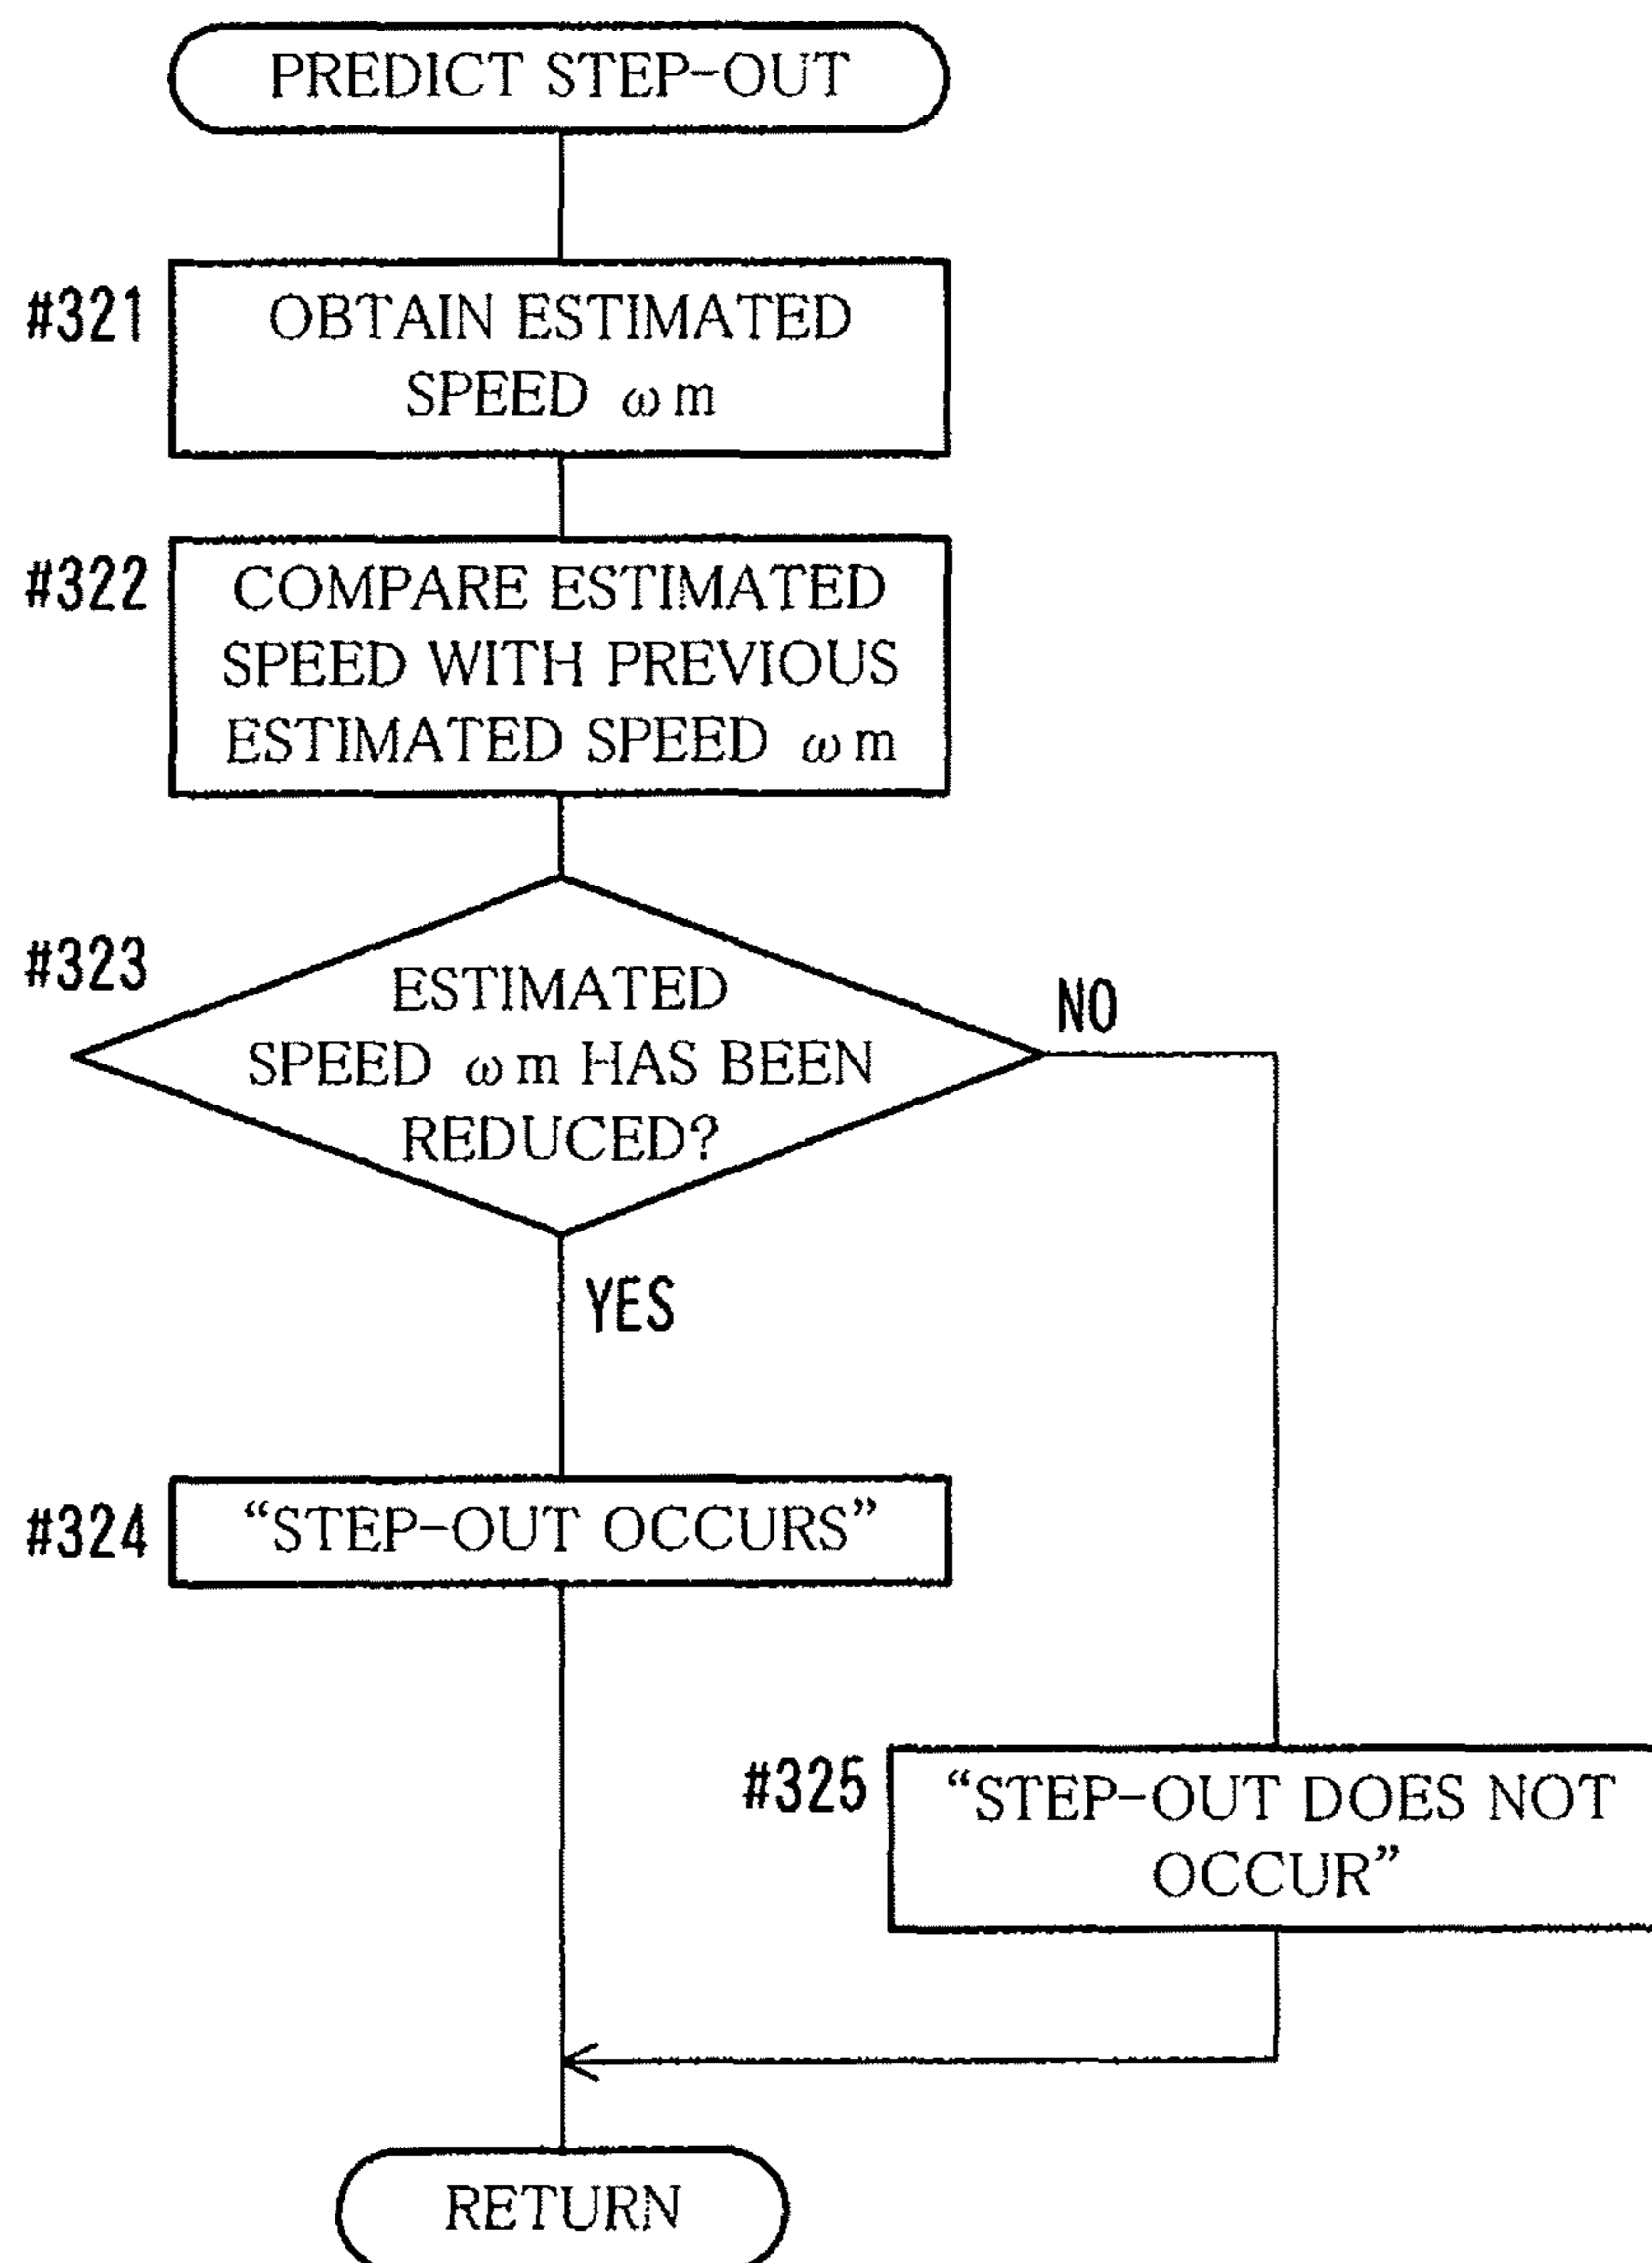 PREDICT STEP-OUT
#321
OBTAIN ESTIMATED
SPEED ωm
#322
COMPARE ESTIMATED
SPEED WITH PREVIOUS
ESTIMATED SPEED ωm
#323
ESTIMATED
SPEED ωm HAS BEEN
REDUCED?
NO
YES
#324
“STEP-OUT OCCURS”
#325
“STEP-OUT DOES NOT
OCCUR”
RETURN